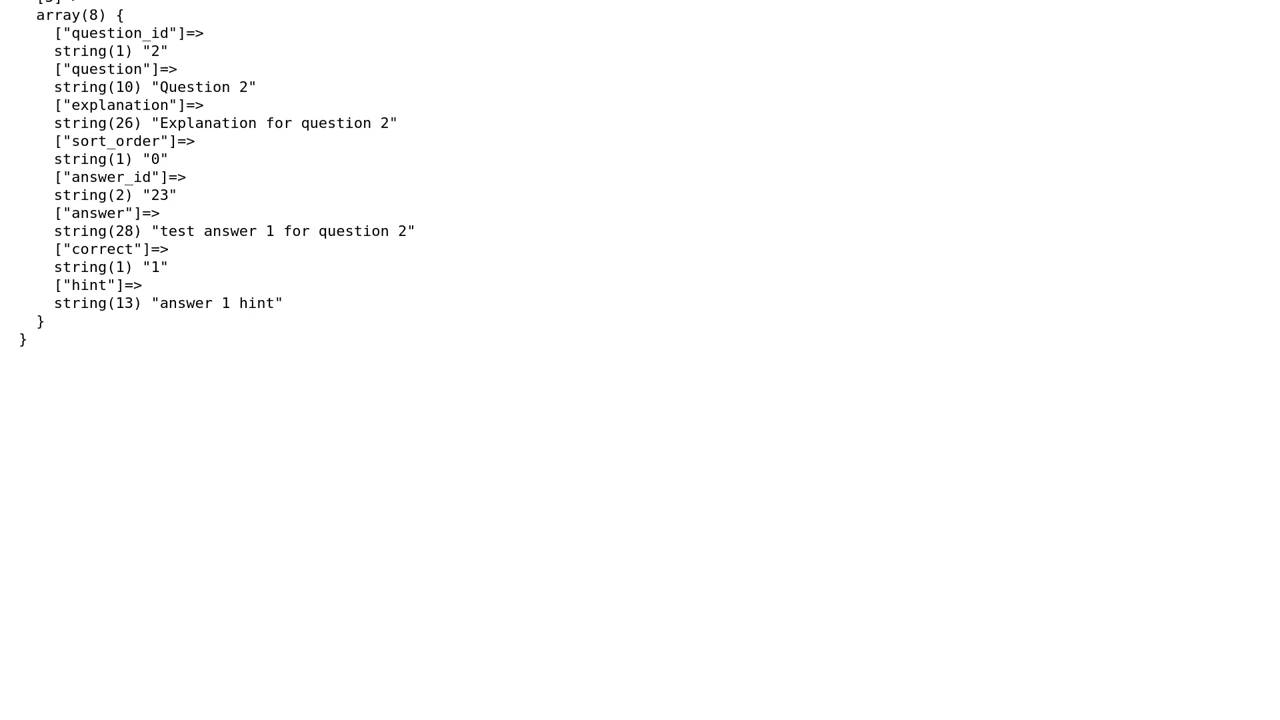 array(8) {
["question_id"]=>
string(1) "2"
["question"]=>
string(10) "Question 2"
["explanation"]=>
string(26) "Explanation for question 2"
["sort_order"]=>
string(1) "0"
["answer_id"]=>
string(2) "23"
["answer"]=>
string(28) "test answer 1 for question 2"
["correct"]=>
string(1) "1"
["hint"]=>
string(13) "answer 1 hint"
}
}